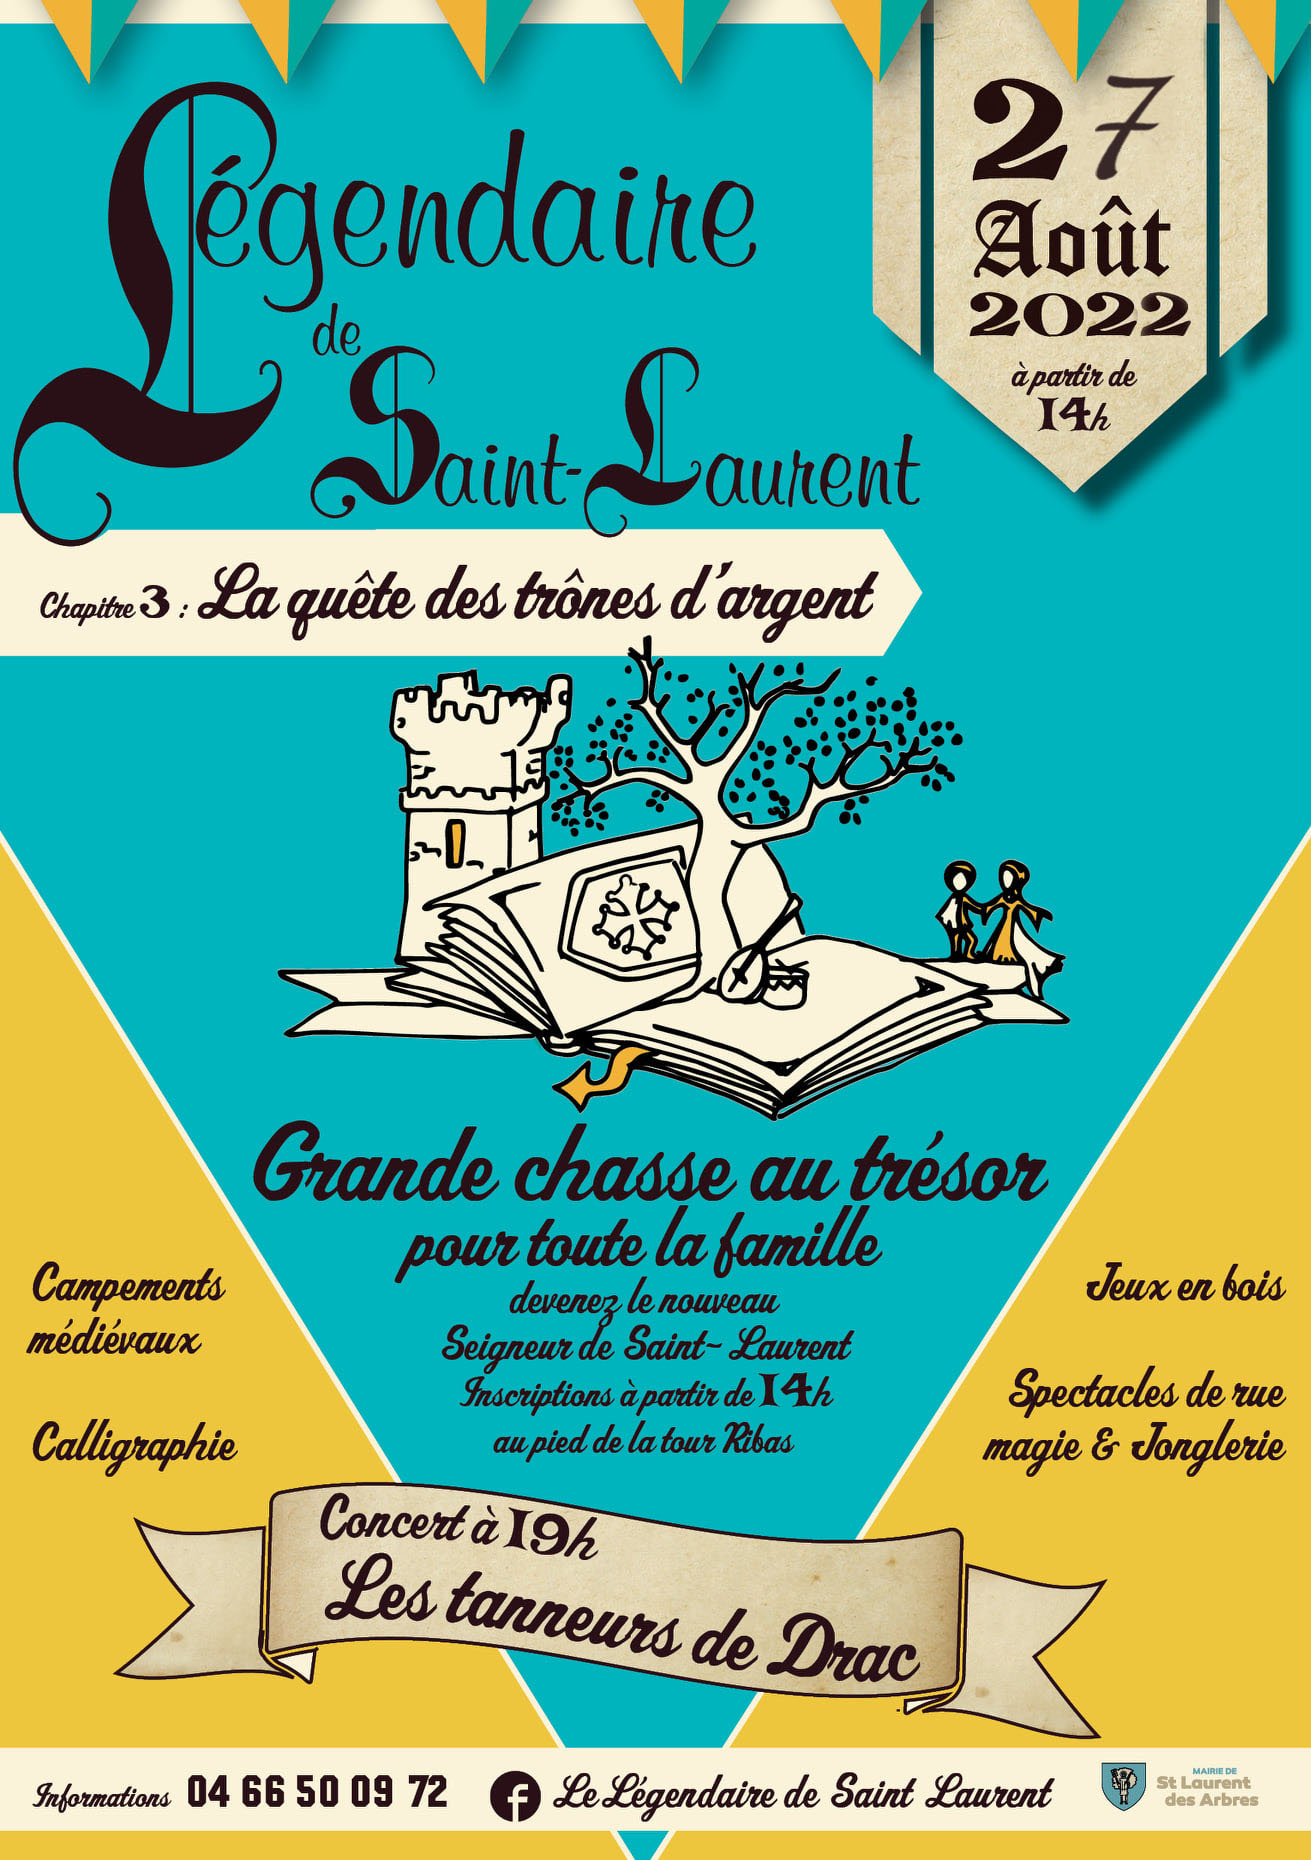 Légendaire
de
Saint-Laurent
27
Août
2022
à partir de
14h
Chapitre 3 : La quête des trônes d'argent
Grande chasse au trésor
pour toute la famille
devenez le nouveau
Seigneur de Saint- Laurent
Inscriptions à partir de 14h
au pied de la tour Ribas
Campements
médiévaux
Calligraphie
Jeux en bois
Spectacles de rue
magie & Jonglerie
Concert à 19h
Les tanneurs de Drac
Informations 04 66 50 09 72
Le Légendaire de Saint Laurent
MAIRIE DE
St Laurent
des Arbres